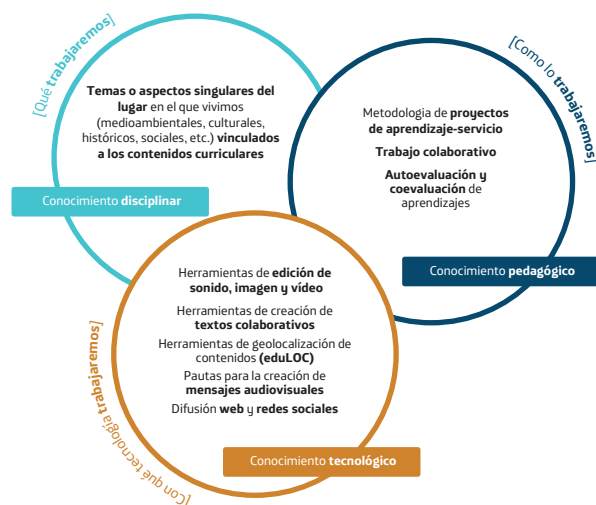 [Qué trabajaremos]
Temas o aspectos singulares del
lugar en el que vivimos
(medioambientales, culturales,
históricos, sociales, etc.) vinculados
a los contenidos curriculares
Conocimiento disciplinar
[Como lo trabajaremos]
Metodologia de proyectos
de aprendizaje-servicio
Trabajo colaborativo
Autoevaluación y
coevaluación de
aprendizajes
Conocimiento pedagógico
[Con qué tecnología trabajaremos]
Herramientas de edición de
sonido, imagen y vídeo
Herramientas de creación de
textos colaborativos
Herramientas de geolocalización de
contenidos (eduLOC)
Pautas para la creación de
mensajes audiovisuales
Difusión web y redes sociales
Conocimiento tecnológico